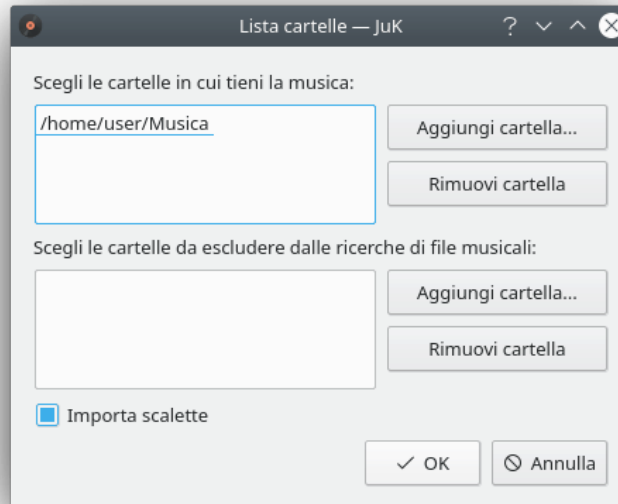 Lista cartelle — JuK
Scegli le cartelle in cui tieni la musica:
/home/user/Musica
Aggiungi cartella...
Rimuovi cartella
Scegli le cartelle da escludere dalle ricerche di file musicali:
Aggiungi cartella...
Rimuovi cartella
Importa scalette
OK
Annulla